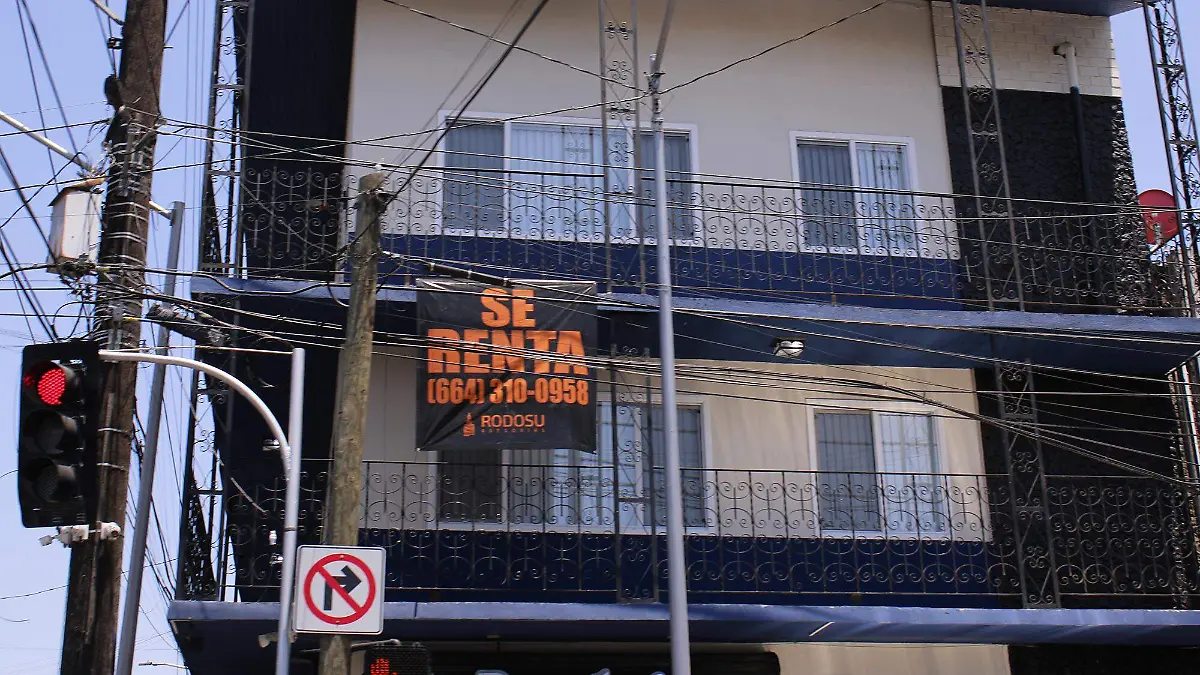 SE
RENTA
(664) 310-0958
RODOSU